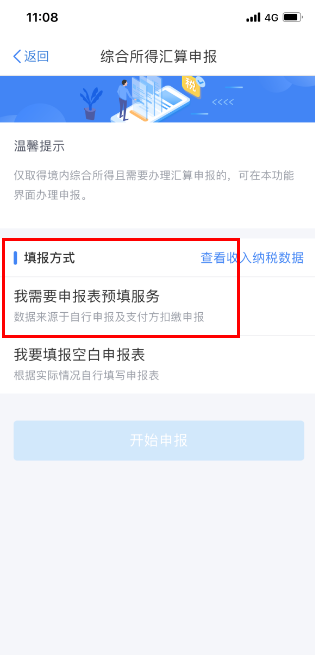 11:08
4G
返回
综合所得汇算申报
税
温馨提示
仅取得境内综合所得且需要办理汇算申报的，可在本功能
界面办理申报。
填报方式
查看收入纳税数据
我需要申报表预填服务
数据来源于自行申报及支付方扣缴申报
我要填报空白申报表
根据实际情况自行填写申报表
开始申报